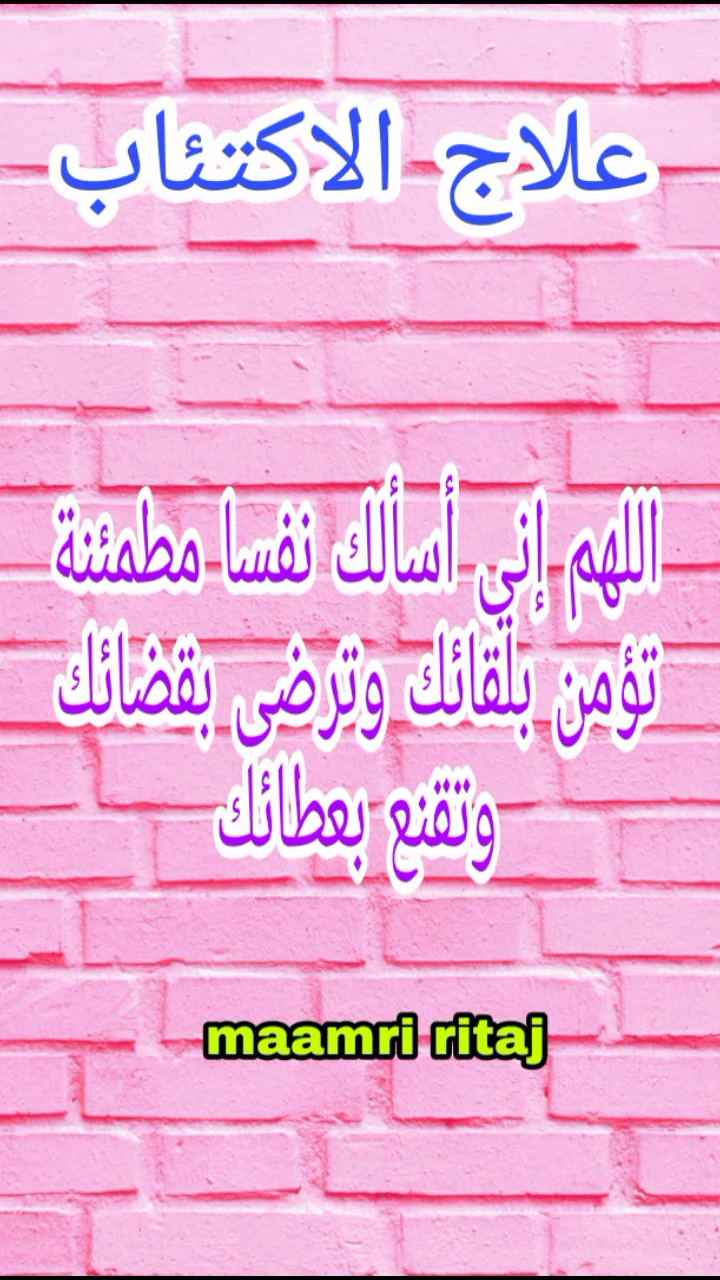 علاج الاكتئاب
اللهم إني أسألك نفسا مطمئنة
تؤمن بلقائك وترضى بقضائك
وتقنع بعطائك
maamri ritaj